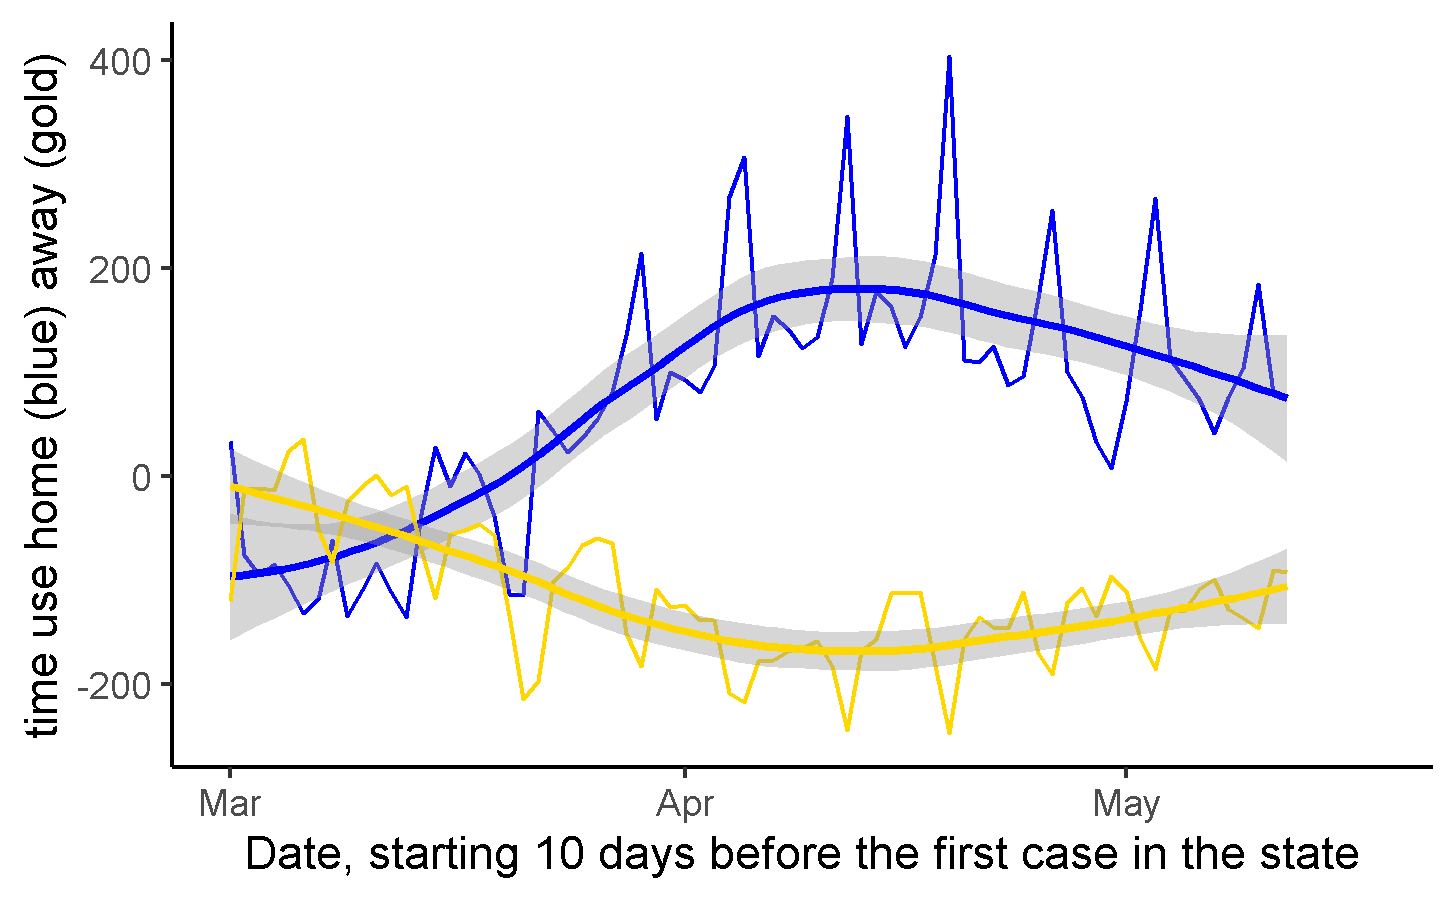 time use home (blue) away (gold)
400
200
0
-200
Mar
Apr
May
Date, starting 10 days before the first case in the state